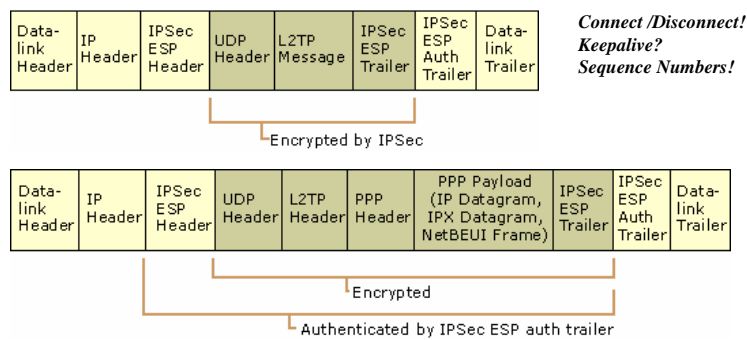 Data-
link
Header
IP
Header
IPSec
ESP
Header
UDP
Header
L2TP
Message
IPSec
ESP
Trailer
IPSec
ESP
Auth
Trailer
Data-
link
Trailer
Connect /Disconnect!
Keepalive?
Sequence Numbers!
Encrypted by IPSec
Data-
link
Header
IP
Header
IPSec
ESP
Header
UDP
Header
L2TP
Header
PPP
Header
PPP Payload
(IP Datagram,
IPX Datagram,
NetBEUI Frame)
IPSec
ESP
Trailer
IPSec
ESP
Auth
Trailer
Data-
link
Trailer
Encrypted
Authenticated by IPSec ESP auth trailer